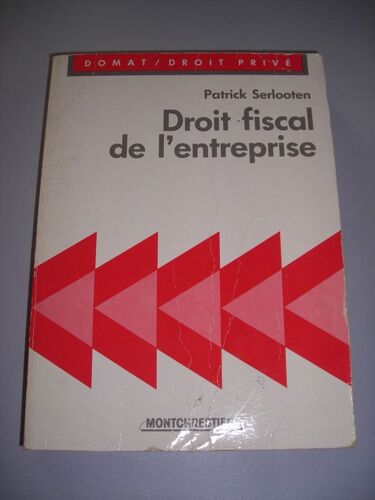 DOMAT/DROIT PRIVÉ
Patrick Serlooten
Droit fiscal
de l'entreprise
MONTCHRESTIEN